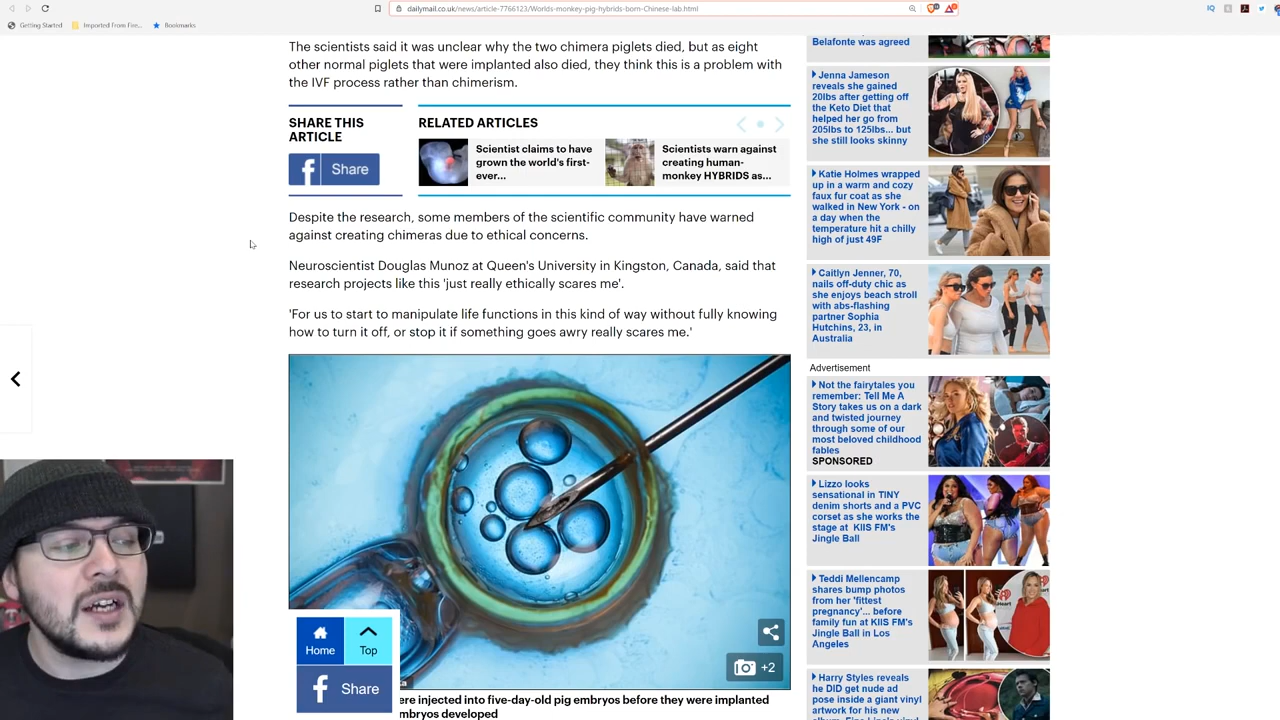 dailymail.co.uk/news/article-7766123/Worlds-monkey-pig-hybrids-born-Chinese-lab.html
IQ
Getting Started
Imported From Fire...
Bookmarks
The scientists said it was unclear why the two chimera piglets died, but as eight
other normal piglets that were implanted also died, they think this is a problem with
the IVF process rather than chimerism.
SHARE THIS
ARTICLE
Share
RELATED ARTICLES
Scientist claims to have
grown the world's first-
ever...
Scientists warn against
creating human-
monkey HYBRIDS as...
Despite the research, some members of the scientific community have warned
against creating chimeras due to ethical concerns.
Neuroscientist Douglas Munoz at Queen's University in Kingston, Canada, said that
research projects like this 'just really ethically scares me'.
'For us to start to manipulate life functions in this kind of way without fully knowing
how to turn it off, or stop it if something goes awry really scares me.'
+2
Home
Top
Share
ere injected into five-day-old pig embryos before they were implanted
mbryos developed
Belafonte was agreed
Jenna Jameson
reveals she gained
20lbs after getting off
the Keto Diet that
helped her go from
205lbs to 125lbs... but
she still looks skinny
Katie Holmes wrapped
up in a warm and cozy
faux fur coat as she
walked in New York - on
a day when the
temperature hit a chilly
high of just 49F
Caitlyn Jenner, 70,
nails off-duty chic as
she enjoys beach stroll
with abs-flashing
partner Sophia
Hutchins, 23, in
Australia
Advertisement
Not the fairytales you
remember: Tell Me A
Story takes us on a dark
and twisted journey
through some of our
most beloved childhood
fables
SPONSORED
Lizzo looks
sensational in TINY
denim shorts and a PVC
corset as she works the
stage at KIIS FM's
Jingle Ball
Teddi Mellencamp
shares bump photos
from her 'fittest
pregnancy'... before
family fun at KIIS FM's
Jingle Ball in Los
Angeles
Harry Styles reveals
he DID get nude ad
pose inside a giant vinyl
artwork for his new